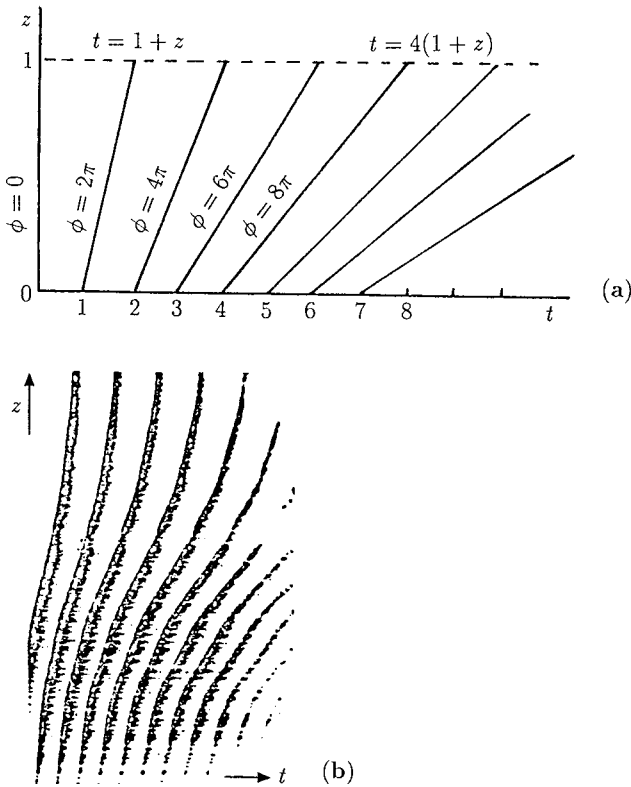 z
t = 1 + z
t = 4(1 + z)
1
ϕ = 0
ϕ = 2π
ϕ = 4π
ϕ = 6π
ϕ = 8π
0
1 2 3 4 5 6 7 8
t
(a)
z
t
(b)